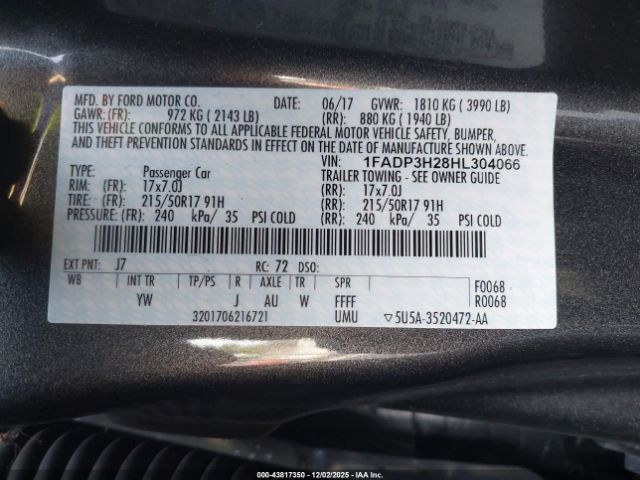 MFD. BY FORD MOTOR CO. DATE: 06/17 GVWR: 1810 KG ( 3990 LB)
GAWR: (FR) 972 KG ( 2143 LB) (RR) 880 KG ( 1940 LB)
THIS VEHICLE CONFORMS TO ALL APPLICABLE FEDERAL MOTOR VEHICLE SAFETY, BUMPER,
AND THEFT PREVENTION STANDARDS IN EFFECT ON THE DATE OF MANUFACTURE SHOWN ABOVE.
VIN: 1FADP3H28HL304066
TYPE: Passenger Car TRAILER TOWING - SEE OWNER GUIDE
RIM: (FR) 17x7.0J (RR) 17x7.0J
TIRE: (FR) 215/50R17 91H (RR): 215/50R17 91H
PRESSURE: (FR) 240 kPa/ 35 PSI COLD (RR): 240 kPa/ 35 PSI COLD
EXT PNT: J7 RC: 72 DSO:
WB INT TR TP/PS R AXLE TR SPR F0068
YW J AU W FFFF R0068
3201706216721 UMU ▽5U5A-3520472-AA
000-43817350 | 12/02/2025 - IAA Inc.